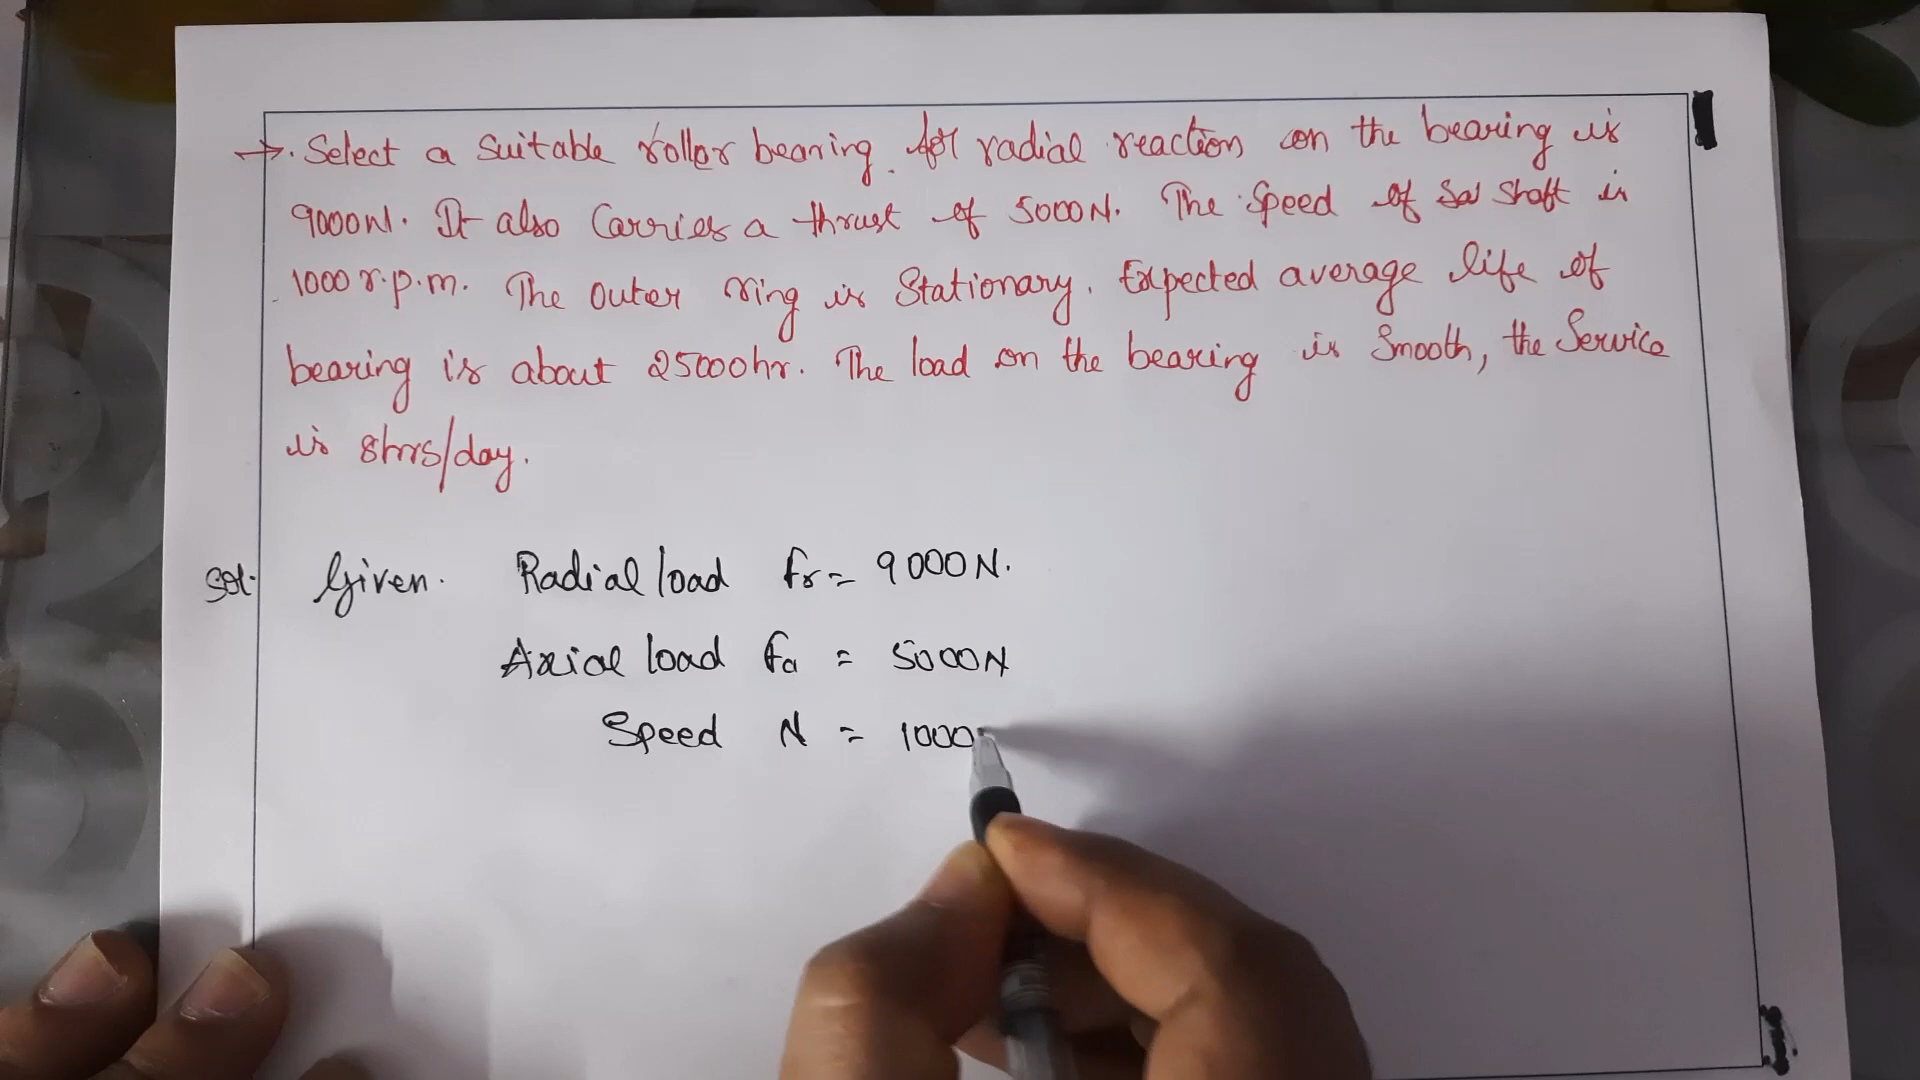 →. Select a suitable roller bearing. for radial reaction on the bearing is
9000N. It also Carries a thrust of 5000N. The Speed of shaft is
1000 r.p.m. The Outer ring is Stationary. Expected average life of
bearing is about 25000hr. The load on the bearing is Smooth, the Service
is 8hrs/day.
Sol. Given. Radial load Fr = 9000N.
Axial load Fa = 5000N
Speed N = 1000